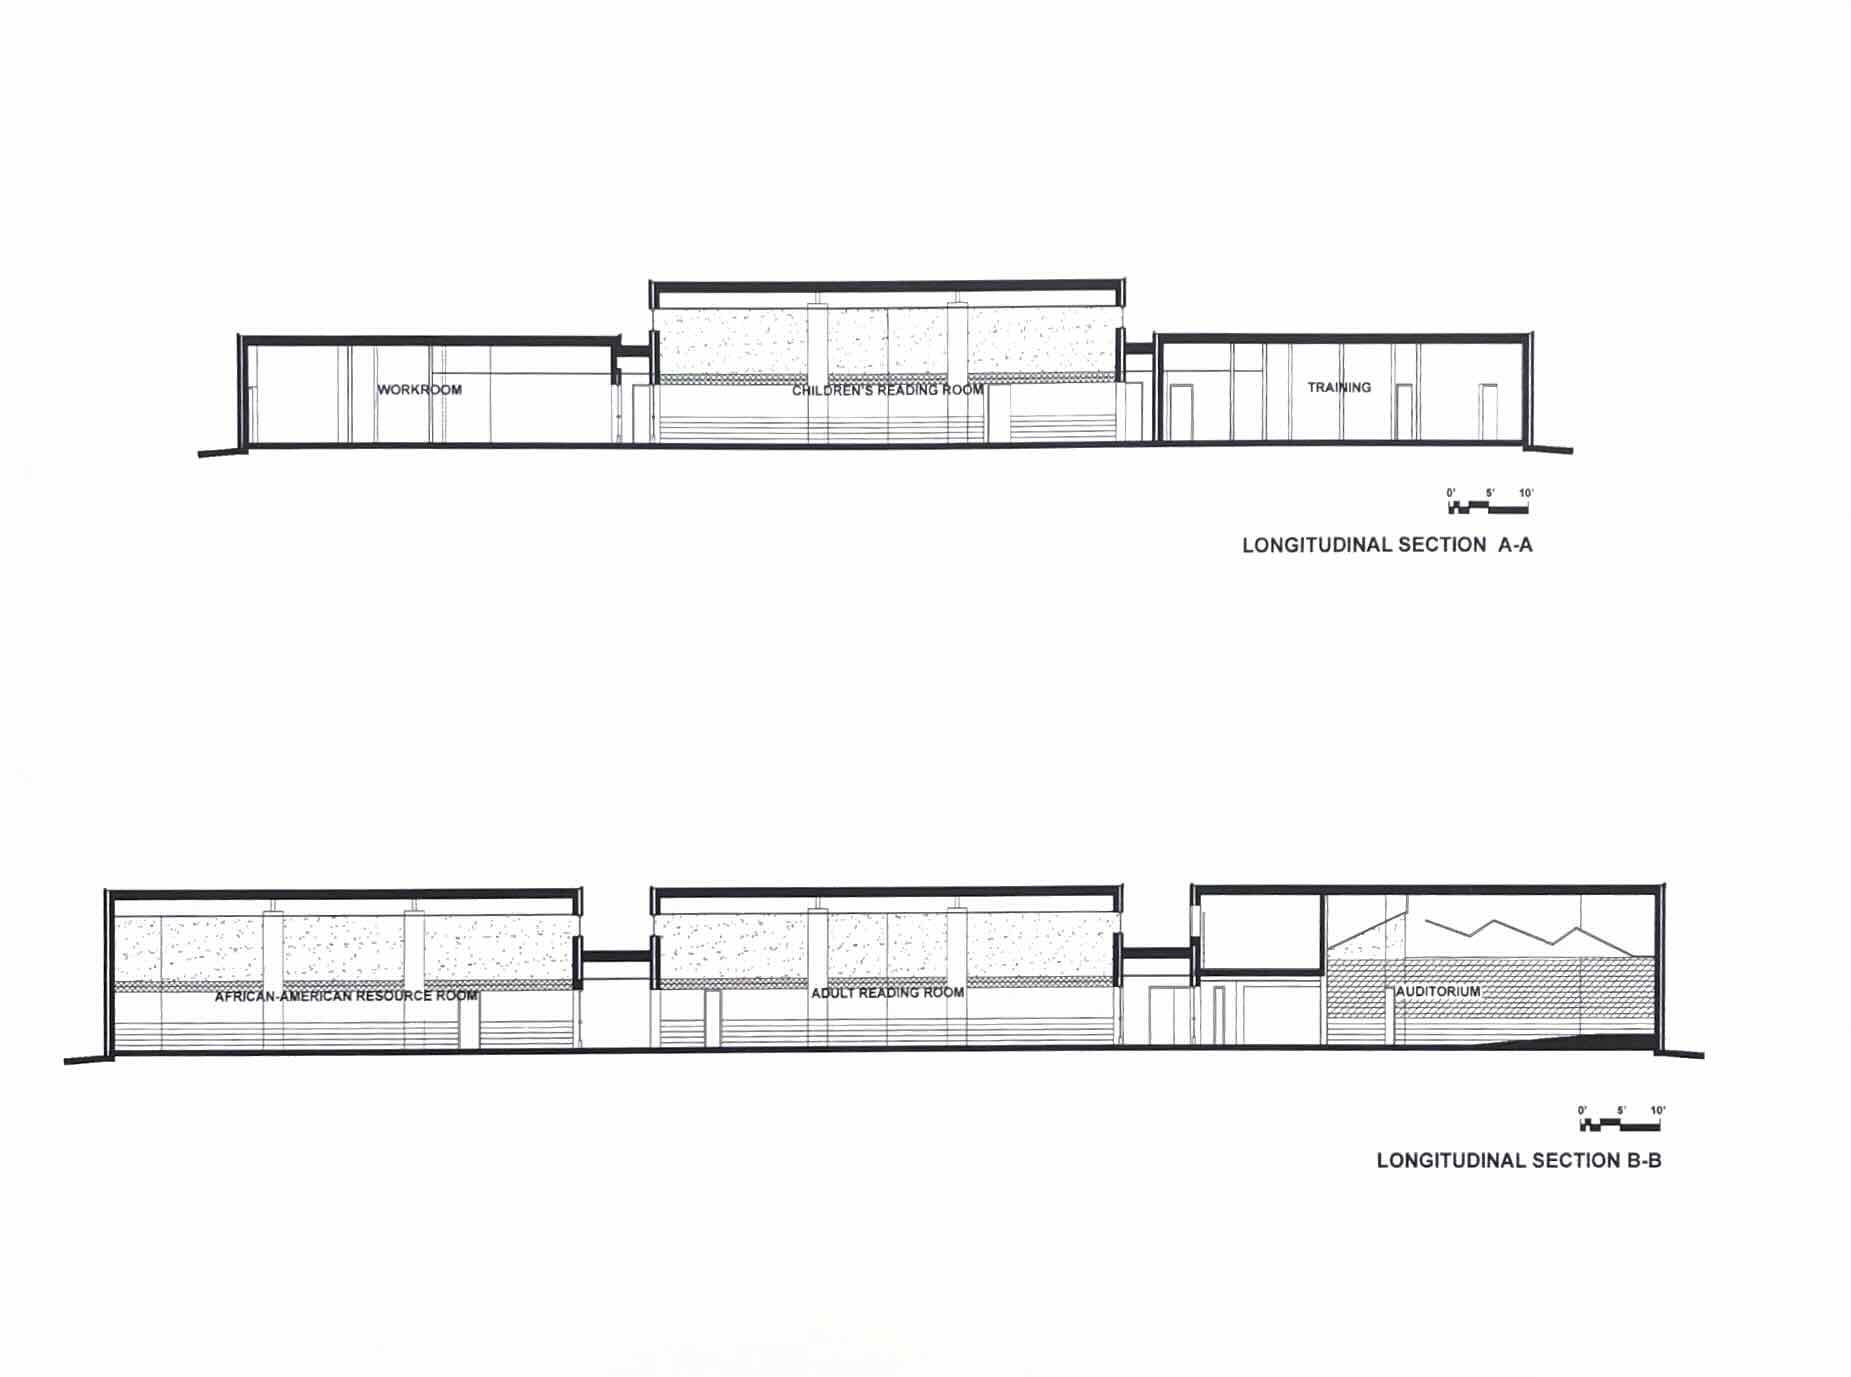 WORKROOM
CHILDREN'S READING ROOM
TRAINING
0' 5' 10'
LONGITUDINAL SECTION A-A
AFRICAN-AMERICAN RESOURCE ROOM
ADULT READING ROOM
AUDITORIUM
0' 5' 10'
LONGITUDINAL SECTION B-B